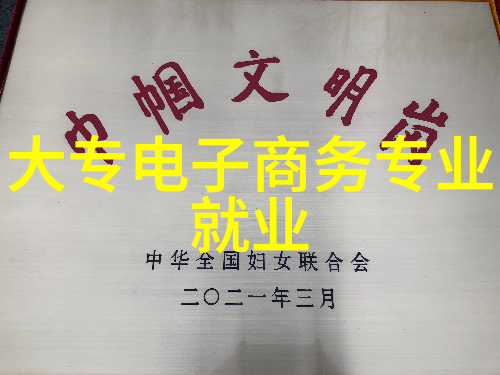 巾帼文明岗
大专电子商务专业
就业
中华全国妇女联合会
二〇二一年三月